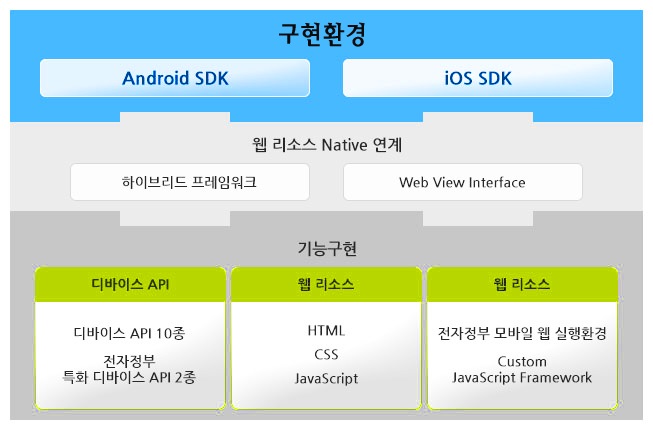 구현환경
Android SDK
iOS SDK
웹 리소스 Native 연계
하이브리드 프레임워크
Web View Interface
기능구현
디바이스 API
디바이스 API 10종
전자정부
특화 디바이스 API 2종
웹 리소스
HTML
CSS
JavaScript
웹 리소스
전자정부 모바일 웹 실행환경
Custom
JavaScript Framework